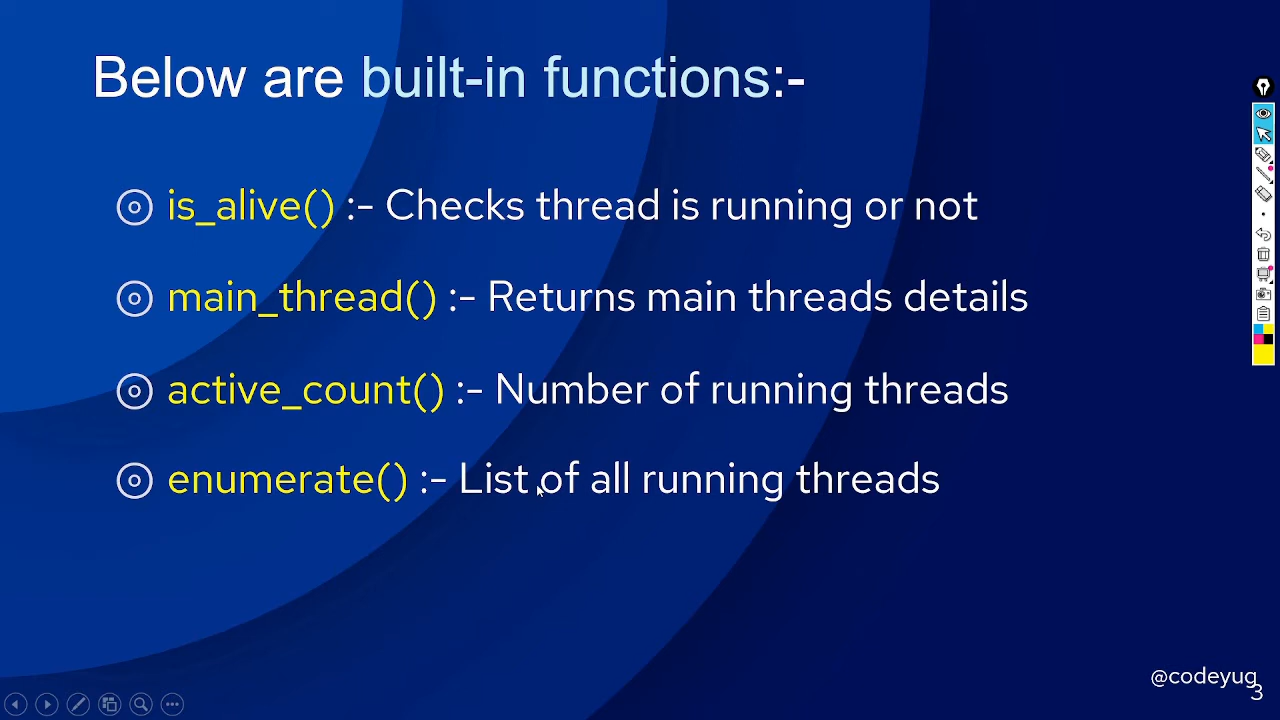 Below are built-in functions:-
is_alive() :- Checks thread is running or not
main_thread() :- Returns main threads details
active_count() :- Number of running threads
enumerate() :- List of all running threads
@codeyug
3